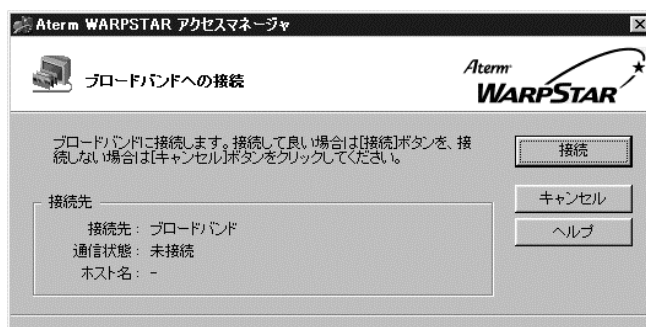 Aterm WARPSTAR アクセスマネージャ
ブロードバンドへの接続
Aterm
WARPSTAR
ブロードバンドに接続します。接続して良い場合は[接続]ボタンを、接
続しない場合は[キャンセル]ボタンをクリックしてください。
接続
キャンセル
ヘルプ
接続先
接続先： ブロードバンド
通信状態： 未接続
ホスト名： -